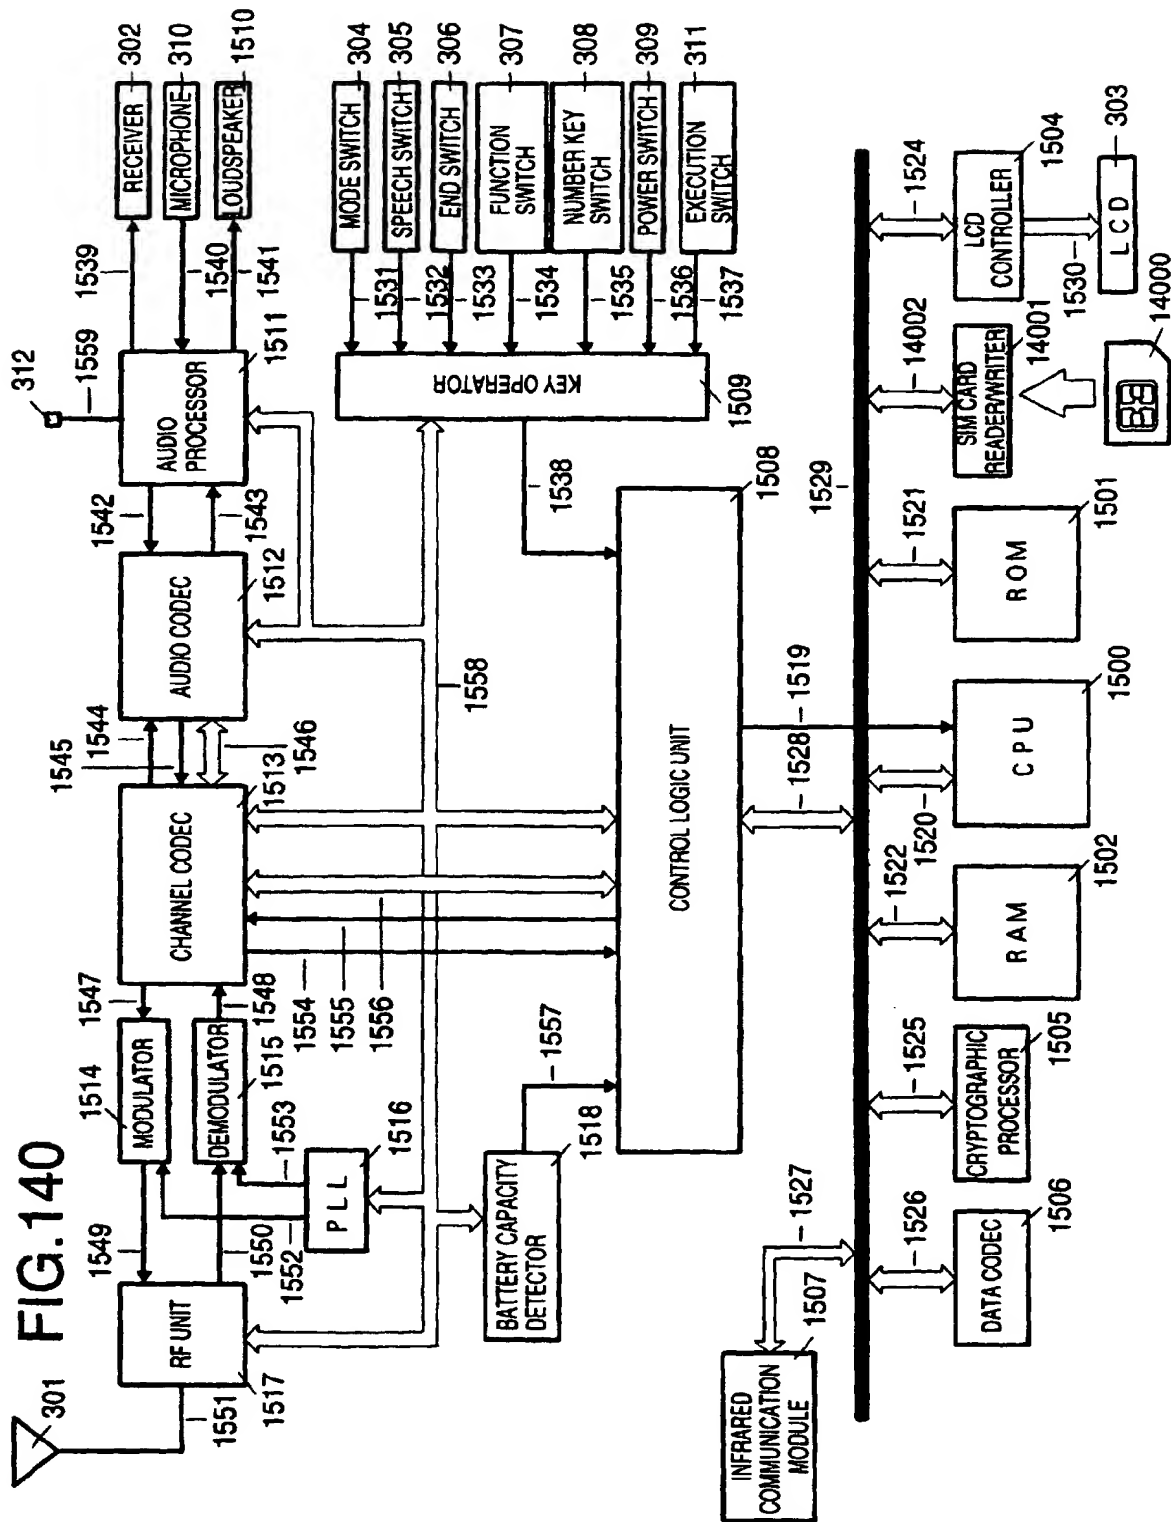 FIG.140
301
1551
RF UNIT
1517
1549
1550
1552
1514
MODULATOR
DEMODULATOR
1515
1553
PLL
1516
1547
1548
CHANNEL CODEC
1513
1545
1544
1546
AUDIO CODEC
1512
1542
1543
AUDIO
PROCESSOR
1511
312
1559
1539
1540
1541
RECEIVER
302
MICROPHONE
310
LOUDSPEAKER
1510
1554
1555
1556
1558
BATTERY CAPACITY
DETECTOR
1518
1557
KEY OPERATOR
1509
1538
1531
1532
1533
1534
1535
1536
1537
MODE SWITCH
304
SPEECH SWITCH
305
END SWITCH
306
FUNCTION
SWITCH
307
NUMBER KEY
SWITCH
308
POWER SWITCH
309
EXECUTION
SWITCH
311
CONTROL LOGIC UNIT
1508
INFRARED
COMMUNICATION
MODULE
1507
1527
1528
1519
1529
1526
1525
1522
1520
1521
14002
1524
DATA CODEC
1506
CRYPTOGRAPHIC
PROCESSOR
1505
RAM
1502
CPU
1500
ROM
1501
SIM CARD
READER/WRITER
14001
14000
LCD
CONTROLLER
1504
1530
LCD
303